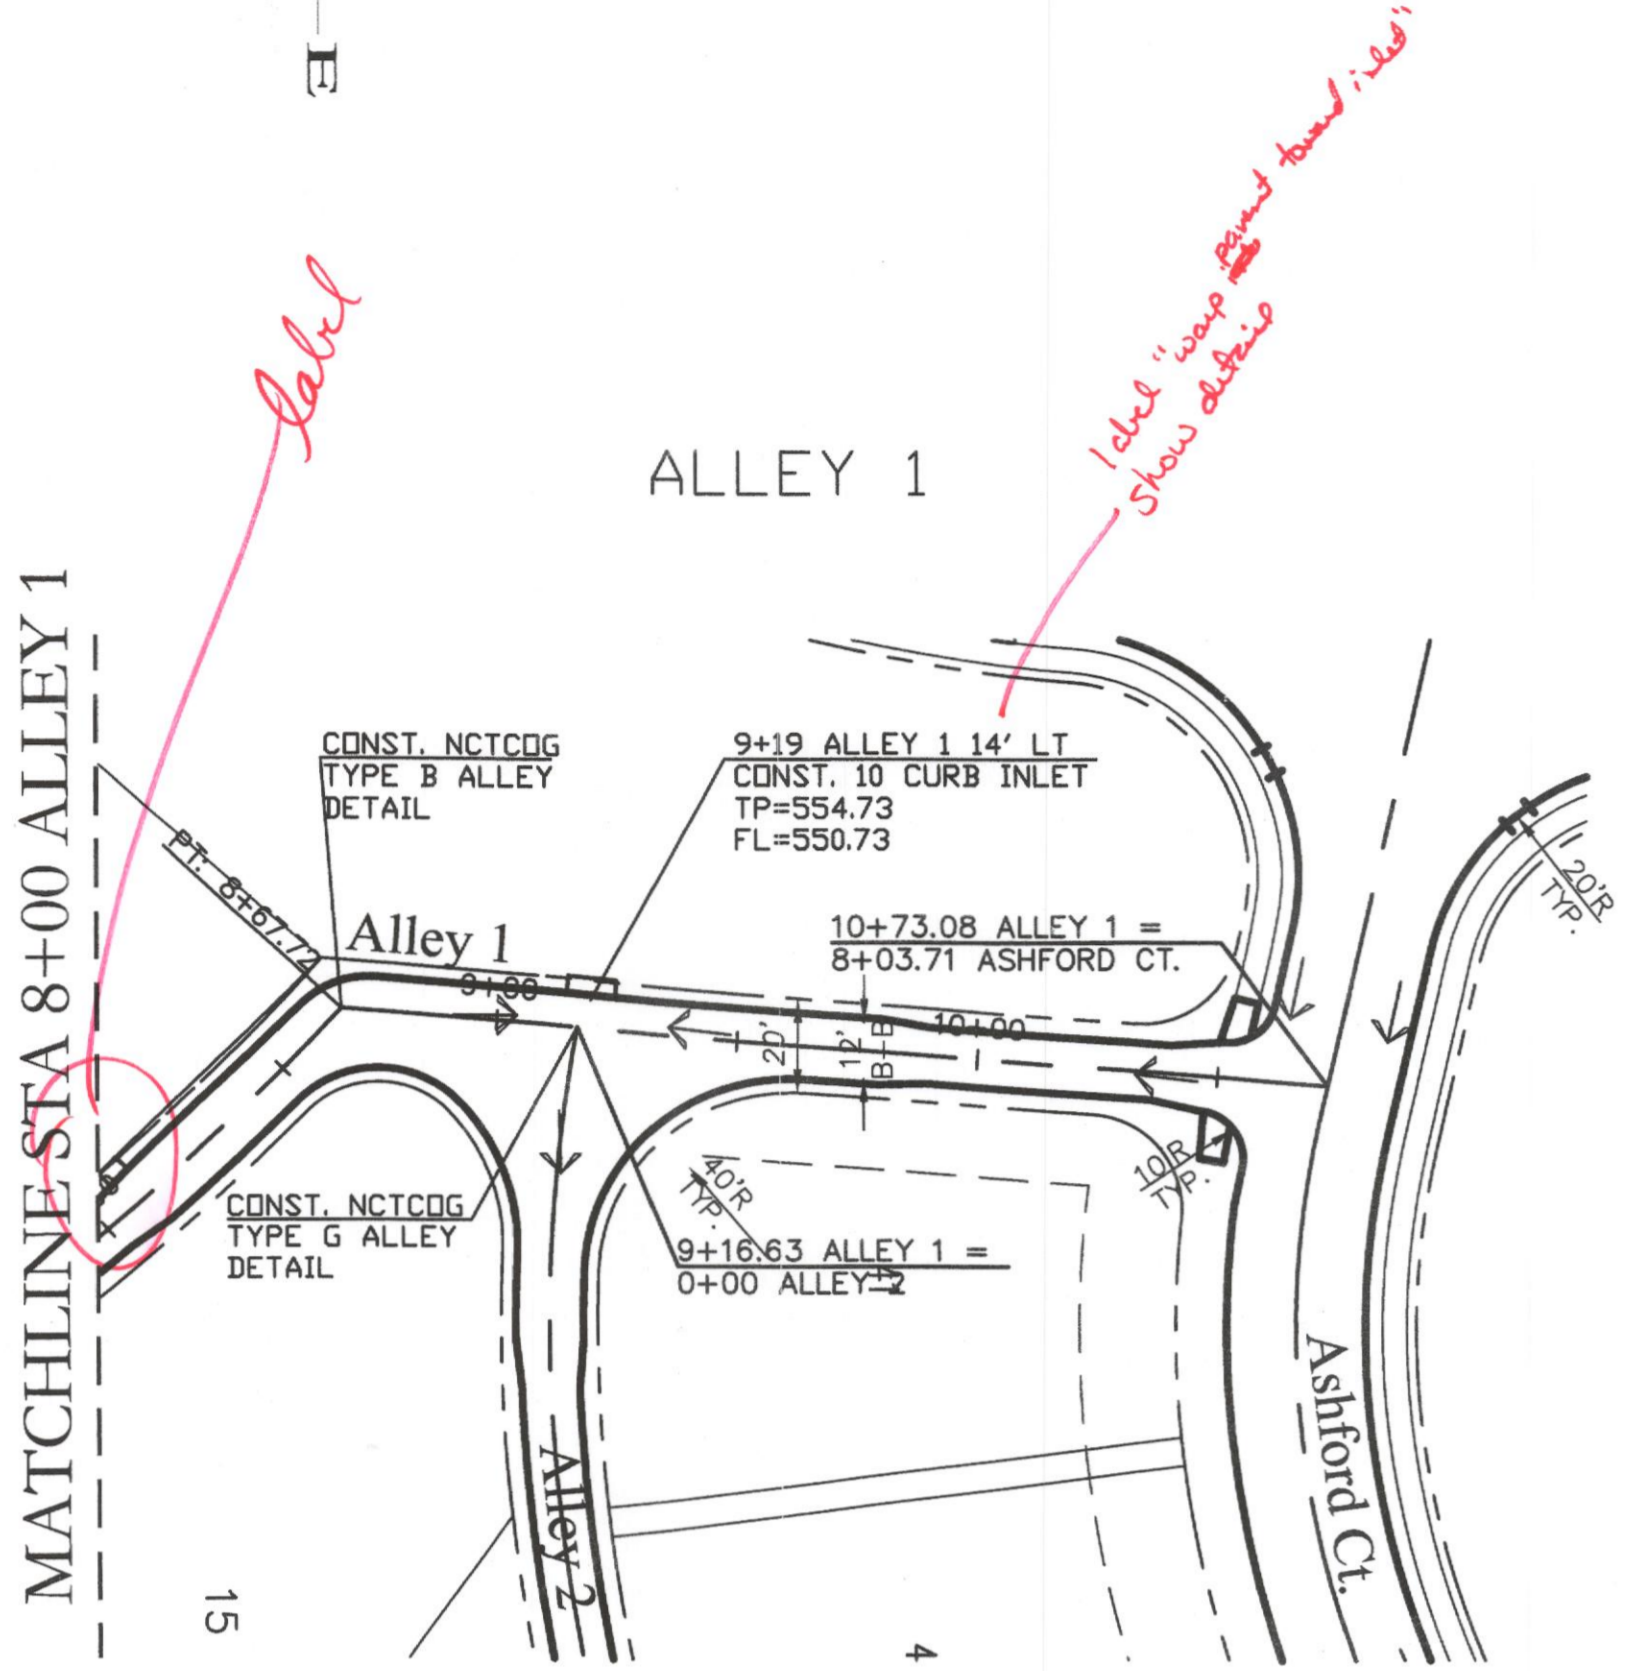 E
label
label "warp pavement toward inlet"
show detail
ALLEY 1
MATCHLINE STA 8+00 ALLEY 1
CONST. NCTCOG
TYPE B ALLEY
DETAIL
9+19 ALLEY 1 14' LT
CONST. 10 CURB INLET
TP=554.73
FL=550.73
PT: 8+67.72
Alley 1
10+73.08 ALLEY 1 =
8+03.71 ASHFORD CT.
20'R
TYP.
10+00
20'
12'
B-B
10'R
TYP.
40'R
TYP.
CONST. NCTCOG
TYPE G ALLEY
DETAIL
9+16.63 ALLEY 1 =
0+00 ALLEY 2
Ashford Ct.
Alley 2
15
4